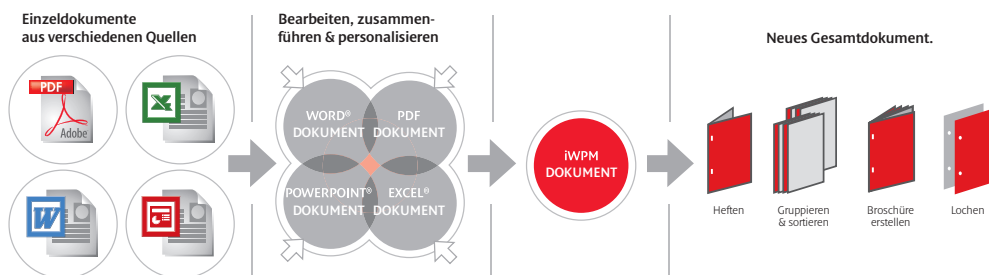 Einzeldokumente
aus verschiedenen Quellen
PDF
Adobe
X
W
Bearbeiten, zusammen-
führen & personalisieren
WORD®
DOKUMENT
PDF
DOKUMENT
POWERPOINT®
DOKUMENT
EXCEL®
DOKUMENT
iWPM
DOKUMENT
Neues Gesamtdokument.
Heften
Gruppieren
& sortieren
Broschüre
erstellen
Lochen